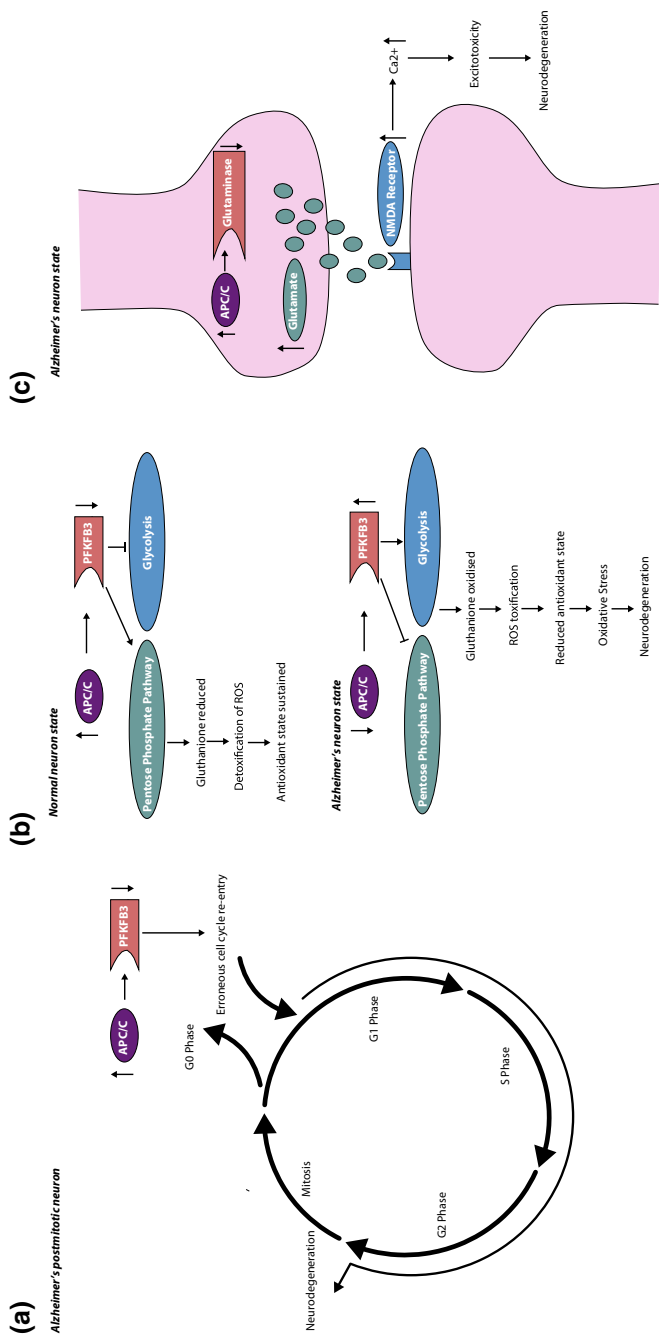 (a)
Alzheimer's postmitotic neuron
APC/C
PFKFB3
G0 Phase
Erroneous cell cycle re-entry
Mitosis
G1 Phase
Neurodegeneration
G2 Phase
S Phase
(b)
Normal neuron state
APC/C
PFKFB3
Pentose Phosphate Pathway
Glycolysis
Gluthanione reduced
Detoxification of ROS
Antioxidant state sustained
Alzheimer's neuron state
APC/C
PFKFB3
Pentose Phosphate Pathway
Glycolysis
Gluthanione oxidised
ROS toxification
Reduced antioxidant state
Oxidative Stress
Neurodegeneration
(c)
Alzheimer's neuron state
APC/C
Glutaminase
Glutamate
NMDA Receptor
Ca2+
Excitotoxicity
Neurodegeneration